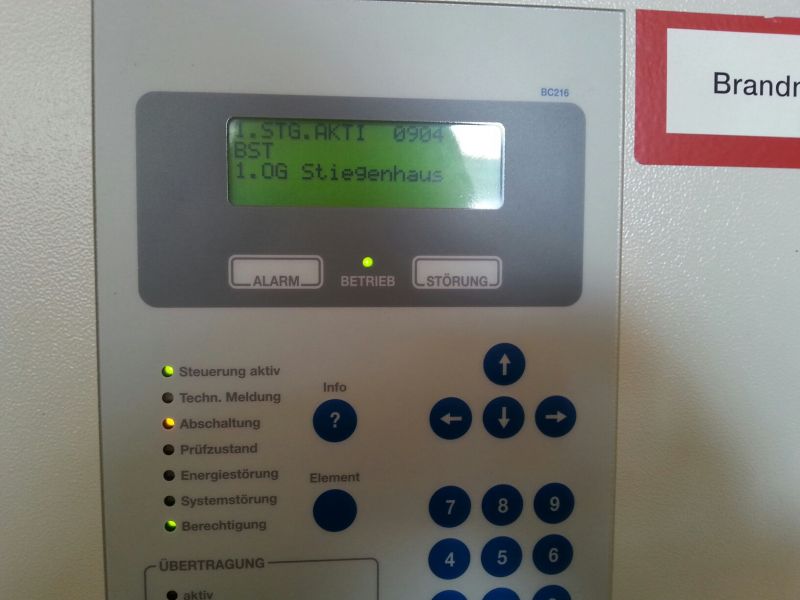 BC216
Brandr
1.STG.AKTI 0904
BST
1.OG Stiegenhaus
ALARM
BETRIEB
STÖRUNG
Steuerung aktiv
Techn. Meldung
Abschaltung
Prüfzustand
Energiestörung
Systemstörung
Berechtigung
Info
?
Element
7 8 9
4 5 6
ÜBERTRAGUNG
aktiv